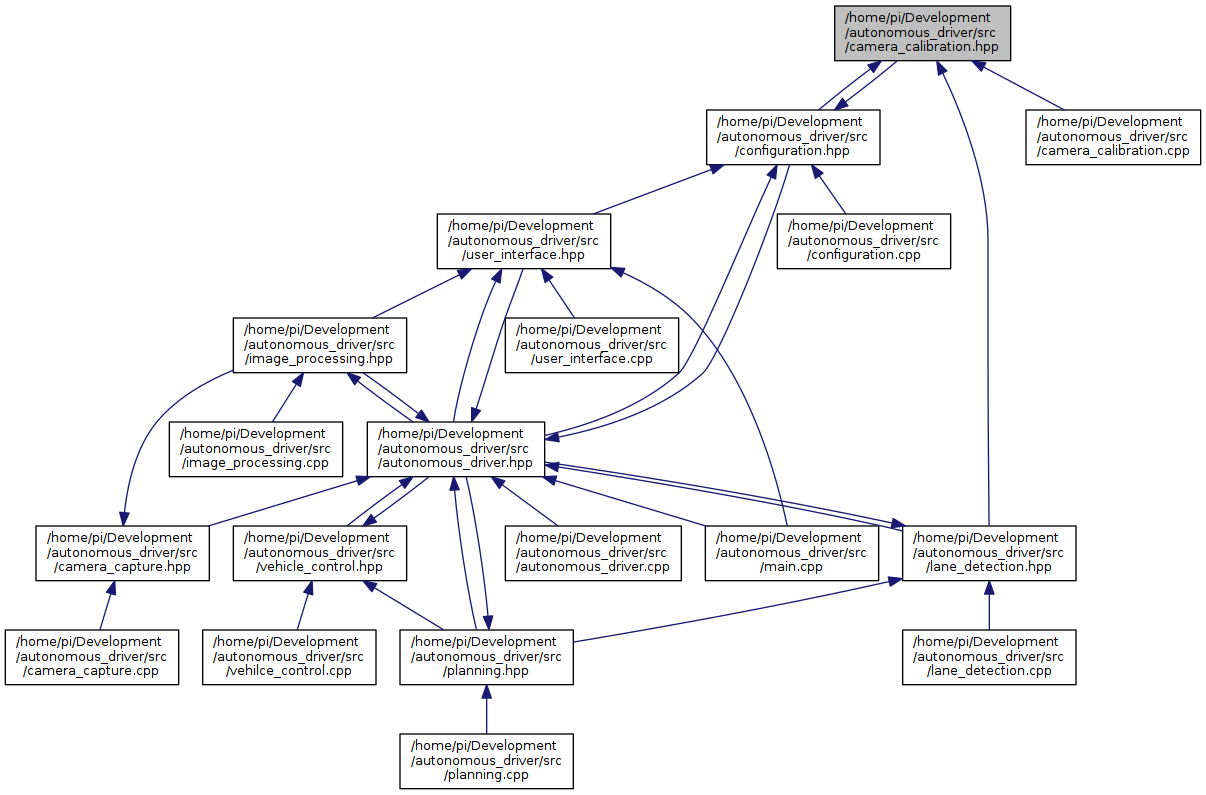 /home/pi/Development
/autonomous_driver/src
/camera_calibration.hpp
/home/pi/Development
/autonomous_driver/src
/configuration.hpp
/home/pi/Development
/autonomous_driver/src
/camera_calibration.cpp
/home/pi/Development
/autonomous_driver/src
/user_interface.hpp
/home/pi/Development
/autonomous_driver/src
/configuration.cpp
/home/pi/Development
/autonomous_driver/src
/image_processing.hpp
/home/pi/Development
/autonomous_driver/src
/user_interface.cpp
/home/pi/Development
/autonomous_driver/src
/image_processing.cpp
/home/pi/Development
/autonomous_driver/src
/autonomous_driver.hpp
/home/pi/Development
/autonomous_driver/src
/camera_capture.hpp
/home/pi/Development
/autonomous_driver/src
/vehicle_control.hpp
/home/pi/Development
/autonomous_driver/src
/autonomous_driver.cpp
/home/pi/Development
/autonomous_driver/src
/main.cpp
/home/pi/Development
/autonomous_driver/src
/lane_detection.hpp
/home/pi/Development
/autonomous_driver/src
/camera_capture.cpp
/home/pi/Development
/autonomous_driver/src
/vehilce_control.cpp
/home/pi/Development
/autonomous_driver/src
/planning.hpp
/home/pi/Development
/autonomous_driver/src
/lane_detection.cpp
/home/pi/Development
/autonomous_driver/src
/planning.cpp